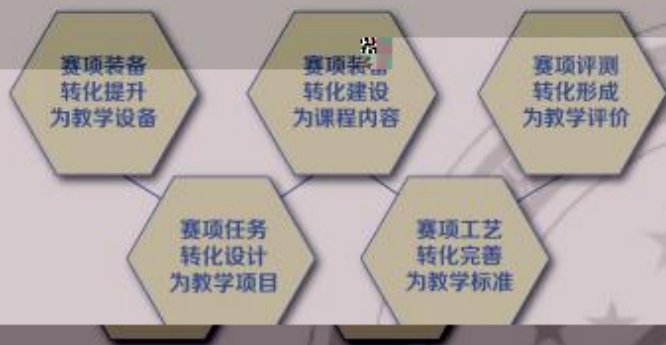 赛项装备
转化提升
为教学设备
赛项装
转化建设
为课程内容
赛项评测
转化形成
为教学评价
赛项任务
转化设计
为教学项目
赛项工艺
转化完善
为教学标准